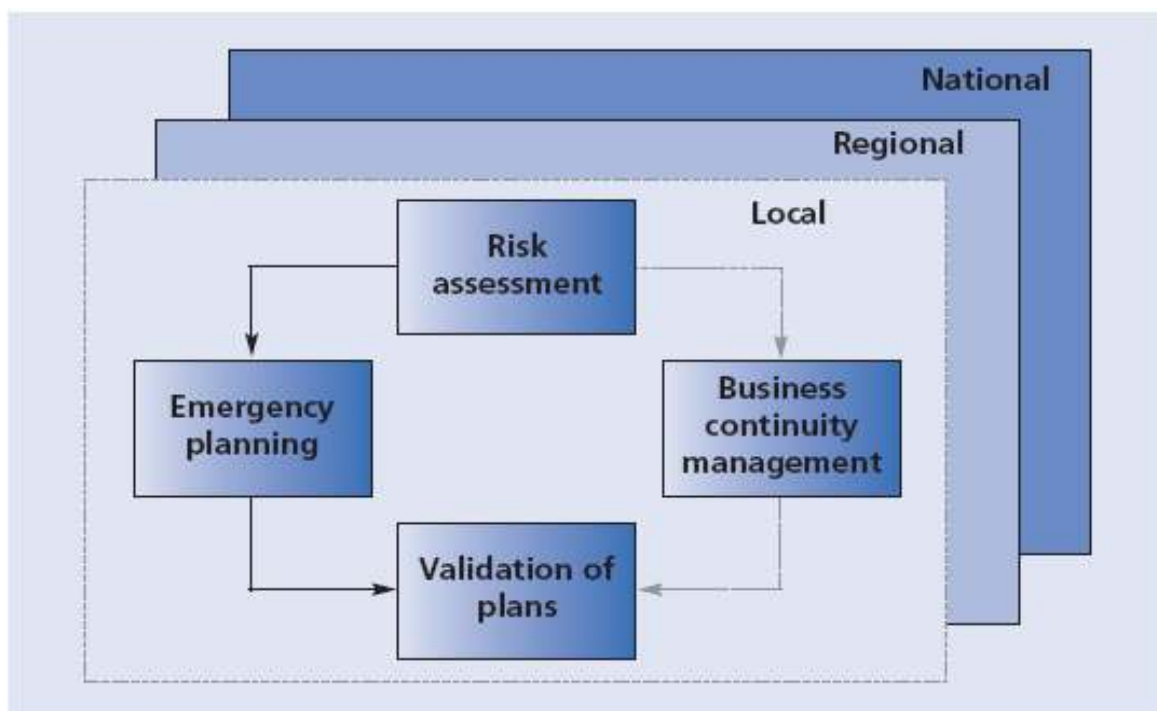 National
Regional
Local
Risk
assessment
Emergency
planning
Business
continuity
management
Validation of
plans